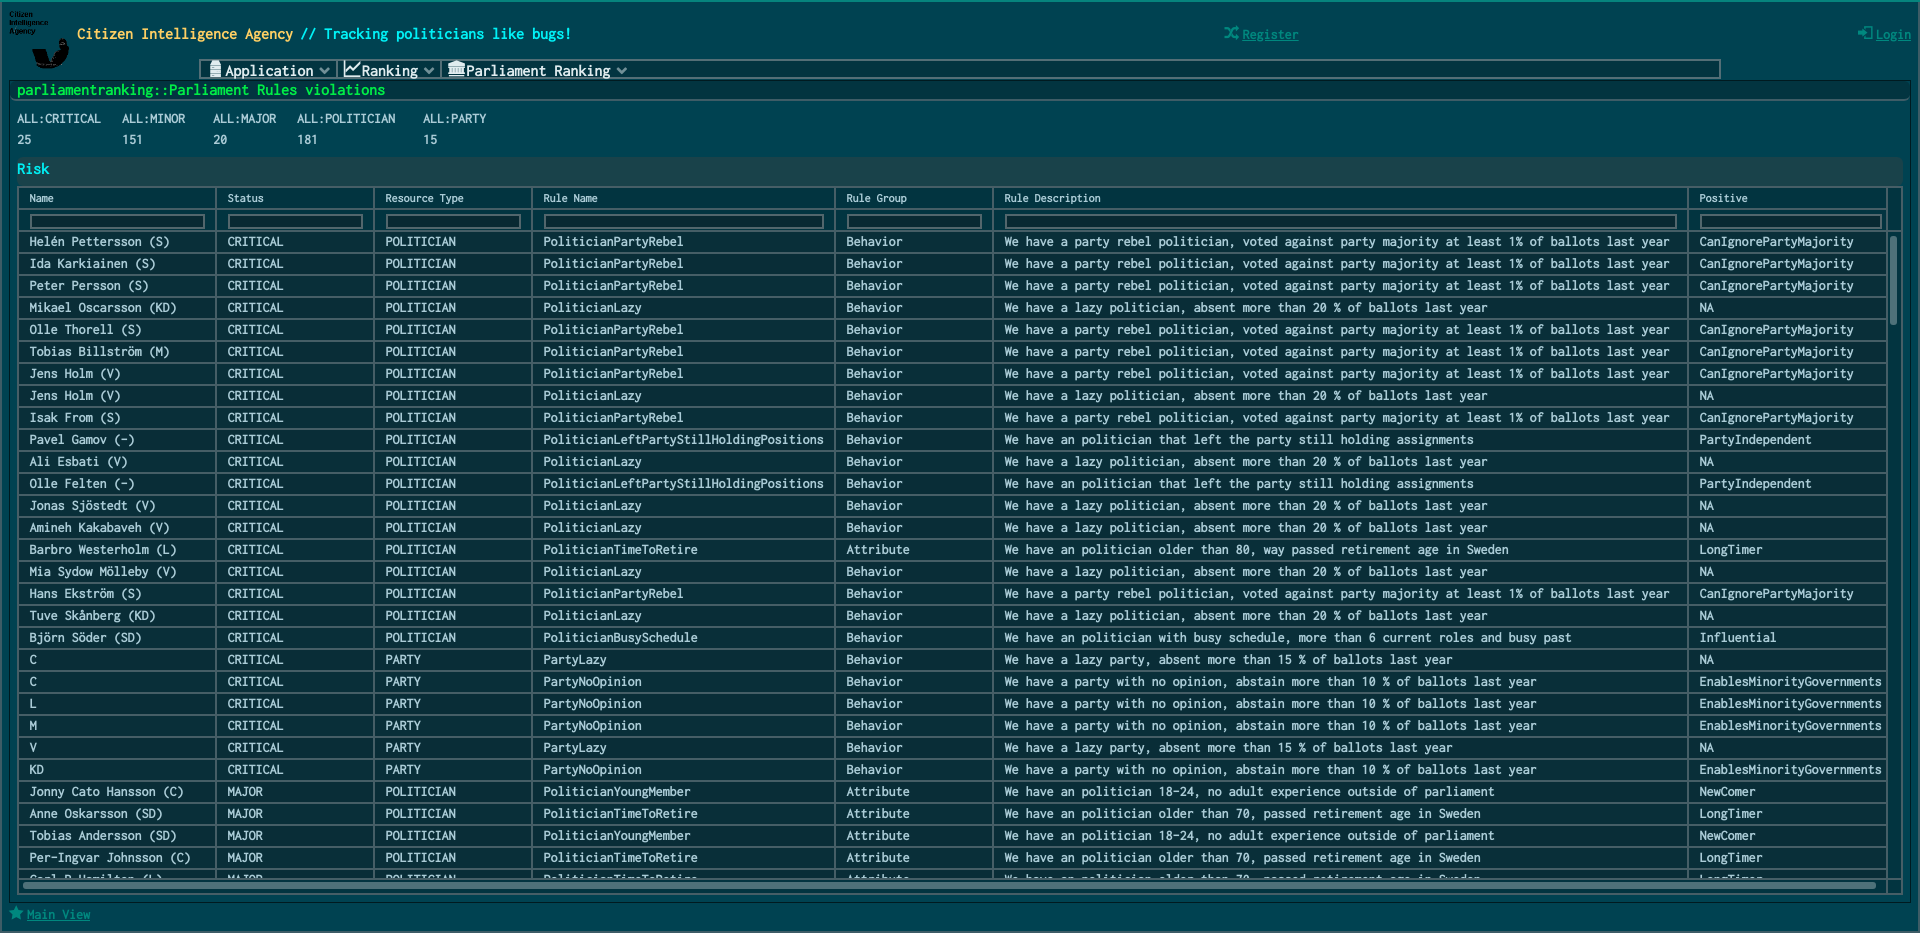 Citizen
Intelligence
Agency
Citizen Intelligence Agency // Tracking politicians like bugs!
Register
Login
Application Ranking Parliament Ranking
parliamentranking::Parliament Rules violations
ALL:CRITICAL ALL:MINOR ALL:MAJOR ALL:POLITICIAN ALL:PARTY
25 151 20 181 15
Risk
Name Status Resource Type Rule Name Rule Group Rule Description Positive
Helén Pettersson (S) CRITICAL POLITICIAN PoliticianPartyRebel Behavior We have a party rebel politician, voted against party majority at least 1% of ballots last year CanIgnorePartyMajority
Ida Karkiainen (S) CRITICAL POLITICIAN PoliticianPartyRebel Behavior We have a party rebel politician, voted against party majority at least 1% of ballots last year CanIgnorePartyMajority
Peter Persson (S) CRITICAL POLITICIAN PoliticianPartyRebel Behavior We have a party rebel politician, voted against party majority at least 1% of ballots last year CanIgnorePartyMajority
Mikael Oscarsson (KD) CRITICAL POLITICIAN PoliticianLazy Behavior We have a lazy politician, absent more than 20 % of ballots last year NA
Olle Thorell (S) CRITICAL POLITICIAN PoliticianPartyRebel Behavior We have a party rebel politician, voted against party majority at least 1% of ballots last year CanIgnorePartyMajority
Tobias Billström (M) CRITICAL POLITICIAN PoliticianPartyRebel Behavior We have a party rebel politician, voted against party majority at least 1% of ballots last year CanIgnorePartyMajority
Jens Holm (V) CRITICAL POLITICIAN PoliticianPartyRebel Behavior We have a party rebel politician, voted against party majority at least 1% of ballots last year CanIgnorePartyMajority
Jens Holm (V) CRITICAL POLITICIAN PoliticianLazy Behavior We have a lazy politician, absent more than 20 % of ballots last year NA
Isak From (S) CRITICAL POLITICIAN PoliticianPartyRebel Behavior We have a party rebel politician, voted against party majority at least 1% of ballots last year CanIgnorePartyMajority
Pavel Gamov (-) CRITICAL POLITICIAN PoliticianLeftPartyStillHoldingPositions Behavior We have an politician that left the party still holding assignments PartyIndependent
Ali Esbati (V) CRITICAL POLITICIAN PoliticianLazy Behavior We have a lazy politician, absent more than 20 % of ballots last year NA
Olle Felten (-) CRITICAL POLITICIAN PoliticianLeftPartyStillHoldingPositions Behavior We have an politician that left the party still holding assignments PartyIndependent
Jonas Sjöstedt (V) CRITICAL POLITICIAN PoliticianLazy Behavior We have a lazy politician, absent more than 20 % of ballots last year NA
Amineh Kakabaveh (V) CRITICAL POLITICIAN PoliticianLazy Behavior We have a lazy politician, absent more than 20 % of ballots last year NA
Barbro Westerholm (L) CRITICAL POLITICIAN PoliticianTimeToRetire Attribute We have an politician older than 80, way passed retirement age in Sweden LongTimer
Mia Sydow Mölleby (V) CRITICAL POLITICIAN PoliticianLazy Behavior We have a lazy politician, absent more than 20 % of ballots last year NA
Hans Ekström (S) CRITICAL POLITICIAN PoliticianPartyRebel Behavior We have a party rebel politician, voted against party majority at least 1% of ballots last year CanIgnorePartyMajority
Tuve Skånberg (KD) CRITICAL POLITICIAN PoliticianLazy Behavior We have a lazy politician, absent more than 20 % of ballots last year NA
Björn Söder (SD) CRITICAL POLITICIAN PoliticianBusySchedule Behavior We have an politician with busy schedule, more than 6 current roles and busy past Influential
C CRITICAL PARTY PartyLazy Behavior We have a lazy party, absent more than 15 % of ballots last year NA
C CRITICAL PARTY PartyNoOpinion Behavior We have a party with no opinion, abstain more than 10 % of ballots last year EnablesMinorityGovernments
L CRITICAL PARTY PartyNoOpinion Behavior We have a party with no opinion, abstain more than 10 % of ballots last year EnablesMinorityGovernments
M CRITICAL PARTY PartyNoOpinion Behavior We have a party with no opinion, abstain more than 10 % of ballots last year EnablesMinorityGovernments
V CRITICAL PARTY PartyLazy Behavior We have a lazy party, absent more than 15 % of ballots last year NA
KD CRITICAL PARTY PartyNoOpinion Behavior We have a party with no opinion, abstain more than 10 % of ballots last year EnablesMinorityGovernments
Jonny Cato Hansson (C) MAJOR POLITICIAN PoliticianYoungMember Attribute We have an politician 18-24, no adult experience outside of parliament NewComer
Anne Oskarsson (SD) MAJOR POLITICIAN PoliticianTimeToRetire Attribute We have an politician older than 70, passed retirement age in Sweden LongTimer
Tobias Andersson (SD) MAJOR POLITICIAN PoliticianYoungMember Attribute We have an politician 18-24, no adult experience outside of parliament NewComer
Per-Ingvar Johnsson (C) MAJOR POLITICIAN PoliticianTimeToRetire Attribute We have an politician older than 70, passed retirement age in Sweden LongTimer
MAJOR POLITICIAN PoliticianTimeToRetire Attribute We have an politician older than 70, passed retirement age in Sweden LongTimer
Main View